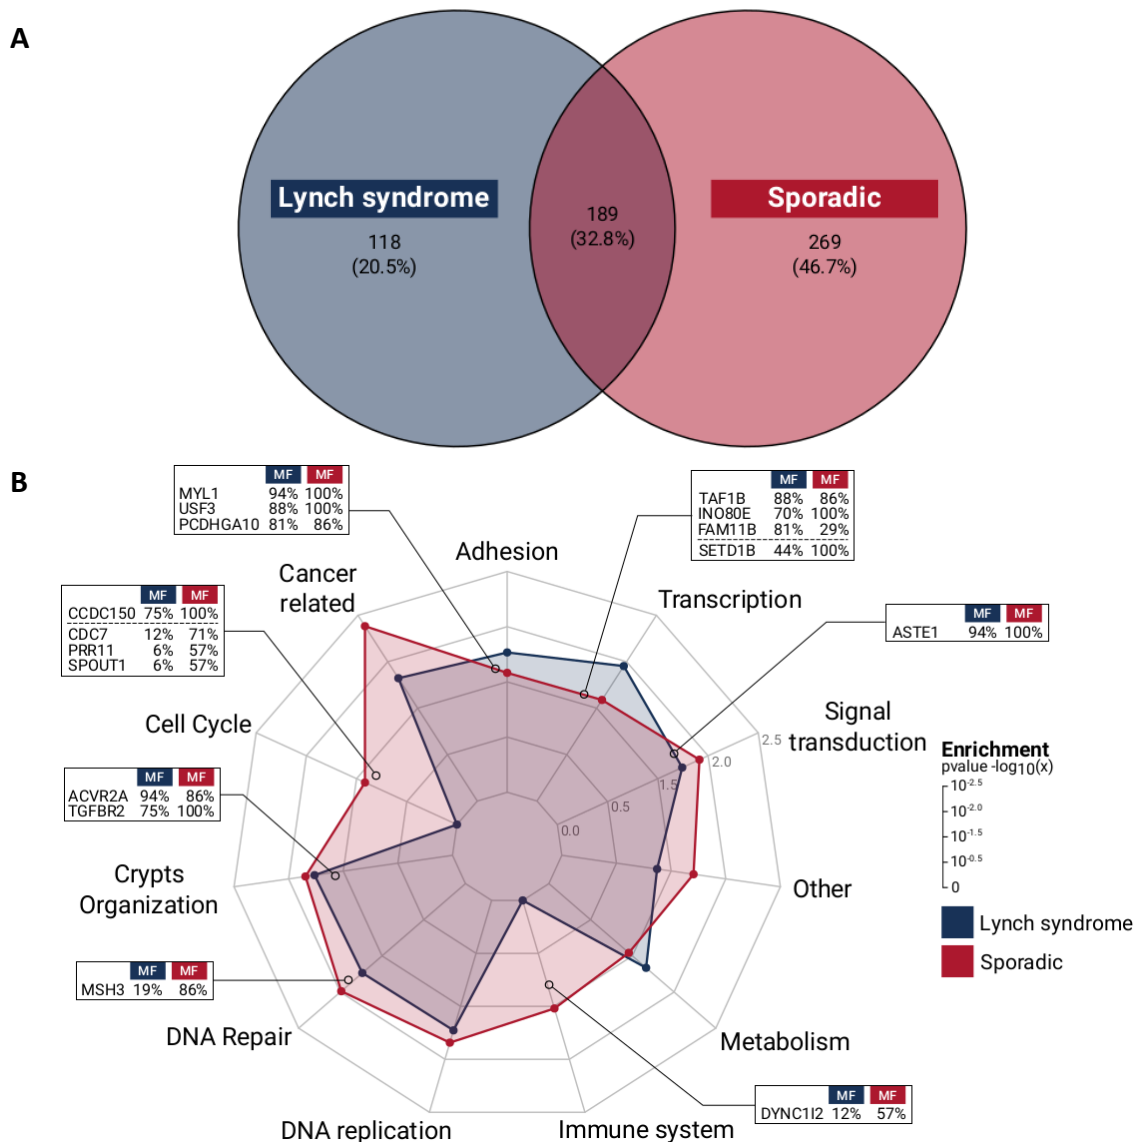 A
Lynch syndrome
118
(20.5%)
189
(32.8%)
Sporadic
269
(46.7%)
B
MF MF
MYL1 94% 100%
USF3 88% 100%
PCDHGA10 81% 86%
MF MF
TAF1B 88% 86%
INO80E 70% 100%
FAM11B 81% 29%
SETD1B 44% 100%
Adhesion
Cancer
related
Transcription
MF MF
CCDC150 75% 100%
CDC7 12% 71%
PRR11 6% 57%
SPOUT1 6% 57%
MF MF
ASTE1 94% 100%
Cell Cycle
Signal
transduction
2.5
2.0
1.5
0.5
0.0
Enrichment
pvalue -log10(x)
10-2.5
10-2.0
10-1.5
10-0.5
0
Lynch syndrome
Sporadic
MF MF
ACVR2A 94% 86%
TGFBR2 75% 100%
Crypts
Organization
Other
MF MF
MSH3 19% 86%
DNA Repair
Metabolism
MF MF
DYNC1I2 12% 57%
DNA replication
Immune system